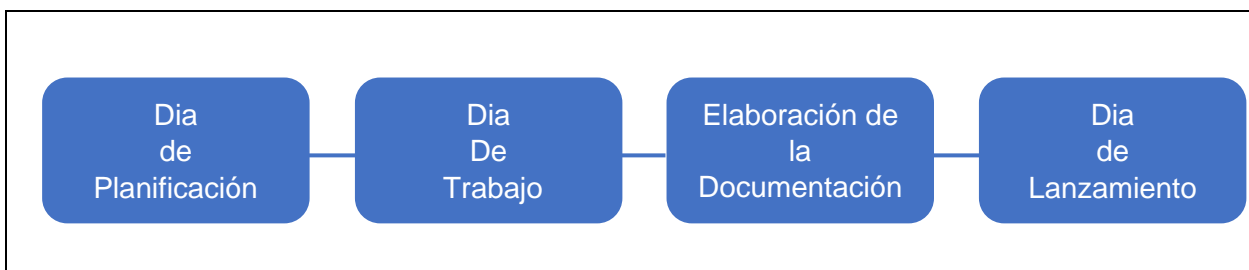 Dia
de
Planificación
Dia
De
Trabajo
Elaboración de
la
Documentación
Dia
de
Lanzamiento